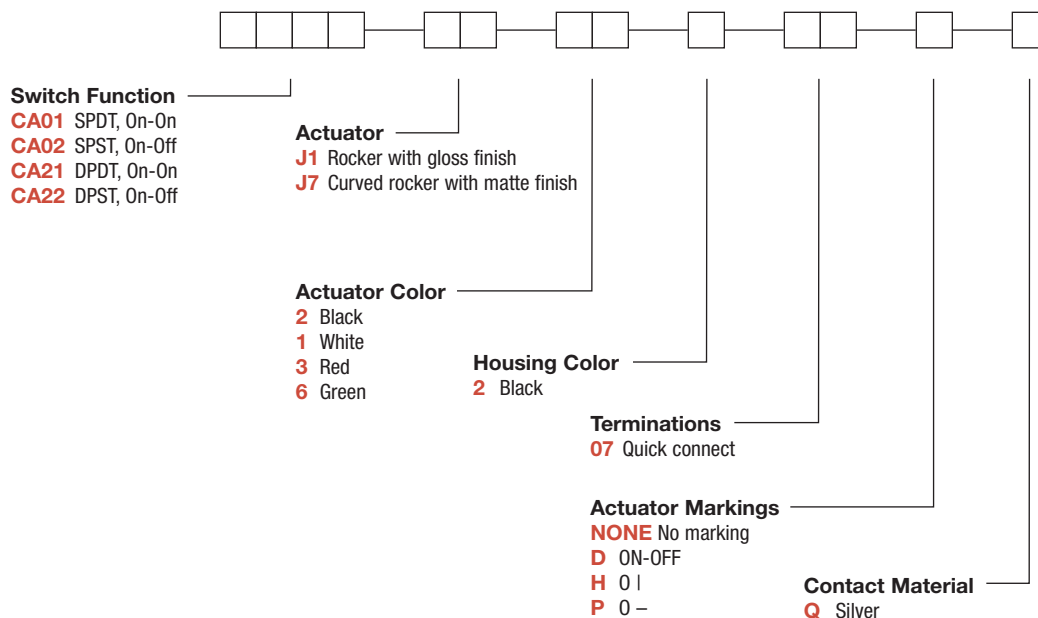 Switch Function
CA01 SPDT, On-On
CA02 SPST, On-Off
CA21 DPDT, On-On
CA22 DPST, On-Off
Actuator
J1 Rocker with gloss finish
J7 Curved rocker with matte finish
Actuator Color
2 Black
1 White
3 Red
6 Green
Housing Color
2 Black
Terminations
07 Quick connect
Actuator Markings
NONE No marking
D ON-OFF
H O |
P O –
Contact Material
Q Silver